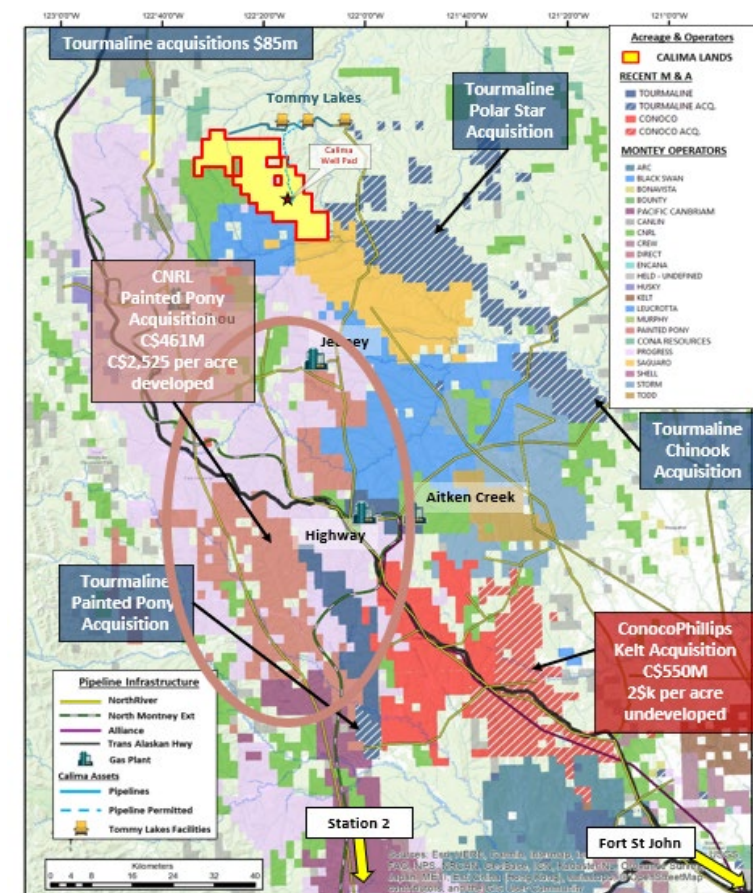 123°0'0"W
122°40'0"W
122°20'0"W
122°0'0"W
121°40'0"W
121°20'0"W
121°0'0"W
Tourmaline acquisitions $85m
Acreage & Operators
CALIMA LANDS
RECENT M & A
TOURMALINE
TOURMALINE ACQ.
CONOCO
CONOCO ACQ.
MONTEY OPERATORS
ARC
BLACK SWAN
BONAVISTA
BOUNTY
PACIFIC CANBRIAM
CANLIN
CNRL
CREW
DIRECT
ENCANA
HELD - UNDEFINED
HUSKY
KELT
LEUCROTTA
MURPHY
PAINTED PONY
CONA RESOURCES
PROGRESS
SAGUARO
SHELL
STORM
TODD
Tommy Lakes
Calima
Well Pad
Tourmaline
Polar Star
Acquisition
CNRL
Painted Pony
Acquisition
C$461M
C$2,525 per acre
developed
Jedney
Tourmaline
Chinook
Acquisition
Aitken Creek
Highway
Tourmaline
Painted Pony
Acquisition
ConocoPhillips
Kelt Acquisition
C$550M
2$k per acre
undeveloped
Pipeline Infrastructure
NorthRiver
North Montney Ext
Alliance
Trans Alaskan Hwy
Gas Plant
Calima Assets
Pipelines
Pipeline Permitted
Tommy Lakes Facilities
Station 2
Fort St John
Kilometers
0 4 8 16 24 32 40